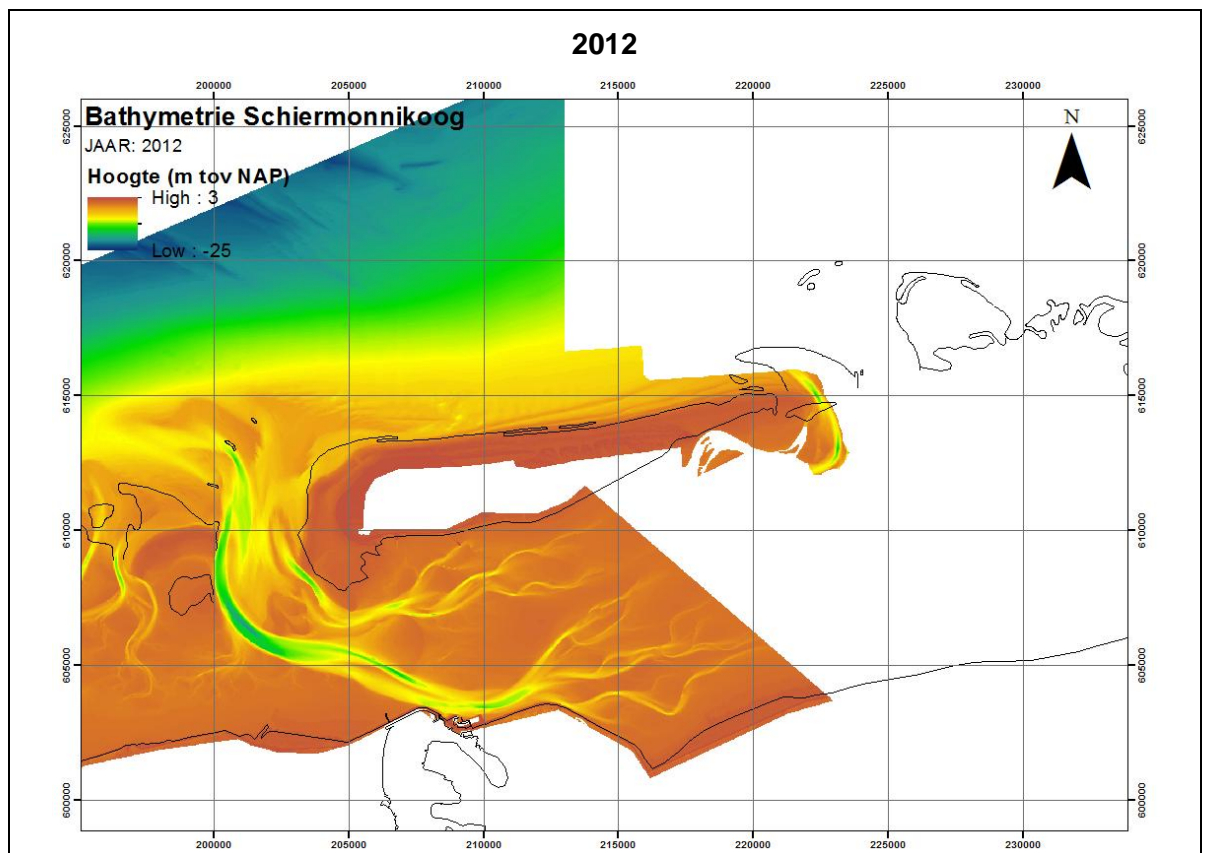 2012
200000 205000 210000 215000 220000 225000 230000
Bathymetrie Schiermonnikoog
JAAR: 2012
Hoogte (m tov NAP)
High : 3
Low : -25
N
625000 625000
620000 620000
615000 615000
610000 610000
605000 605000
600000 600000
200000 205000 210000 215000 220000 225000 230000